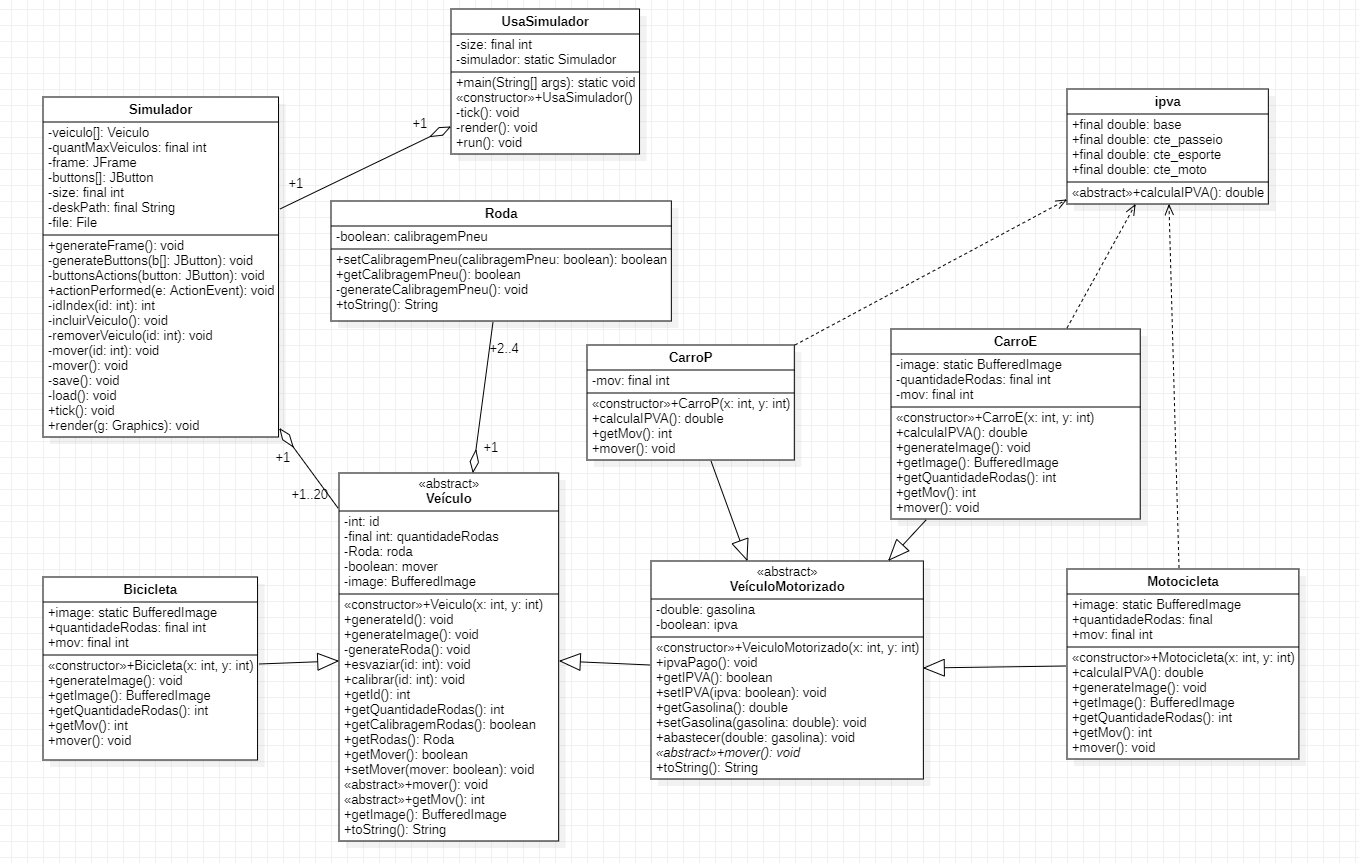 UsaSimulador
-size: final int
-simulador: static Simulador
+main(String[] args): static void
«constructor»+UsaSimulador()
-tick(): void
-render(): void
+run(): void
Simulador
-veiculo[]: Veiculo
-quantMaxVeiculos: final int
-frame: JFrame
-buttons[]: JButton
-size: final int
-deskPath: final String
-file: File
+generateFrame(): void
-generateButtons(b[]: JButton): void
-buttonsActions(button: JButton): void
+actionPerformed(e: ActionEvent): void
-idIndex(id: int): int
-incluirVeiculo(): void
-removerVeiculo(id: int): void
-mover(id: int): void
-mover(): void
-save(): void
-load(): void
+tick(): void
+render(g: Graphics): void
+1
+1
Roda
-boolean: calibragemPneu
+setCalibragemPneu(calibragemPneu: boolean): boolean
+getCalibragemPneu(): boolean
-generateCalibragemPneu(): void
+toString(): String
+2..4
+1
+1
+1..20
ipva
+final double: base
+final double: cte_passeio
+final double: cte_esporte
+final double: cte_moto
«abstract»+calculaIPVA(): double
CarroP
-mov: final int
«constructor»+CarroP(x: int, y: int)
+calculaIPVA(): double
+getMov(): int
+mover(): void
CarroE
-image: static BufferedImage
-quantidadeRodas: final int
-mov: final int
«constructor»+CarroE(x: int, y: int)
+calculaIPVA(): double
+generateImage(): void
+getImage(): BufferedImage
+getQuantidadeRodas(): int
+getMov(): int
+mover(): void
Bicicleta
+image: static BufferedImage
+quantidadeRodas: final int
+mov: final int
«constructor»+Bicicleta(x: int, y: int)
+generateImage(): void
+getImage(): BufferedImage
+getQuantidadeRodas(): int
+getMov(): int
+mover(): void
«abstract»
Veículo
-int: id
-final int: quantidadeRodas
-Roda: roda
-boolean: mover
-image: BufferedImage
«constructor»+Veiculo(x: int, y: int)
+generateId(): void
+generateImage(): void
-generateRoda(): void
+esvaziar(id: int): void
+calibrar(id: int): void
+getId(): int
+getQuantidadeRodas(): int
+getCalibragemRodas(): boolean
+getRodas(): Roda
+getMover(): boolean
+setMover(mover: boolean): void
«abstract»+mover(): void
«abstract»+getMov(): int
+getImage(): BufferedImage
+toString(): String
«abstract»
VeículoMotorizado
-double: gasolina
-boolean: ipva
«constructor»+VeiculoMotorizado(x: int, y: int)
+ipvaPago(): void
+getIPVA(): boolean
+setIPVA(ipva: boolean): void
+getGasolina(): double
+setGasolina(gasolina: double): void
+abastecer(double: gasolina): void
«abstract»+mover(): void
+toString(): String
Motocicleta
+image: static BufferedImage
+quantidadeRodas: final
+mov: final int
«constructor»+Motocicleta(x: int, y: int)
+calculaIPVA(): double
+generateImage(): void
+getImage(): BufferedImage
+getQuantidadeRodas(): int
+getMov(): int
+mover(): void